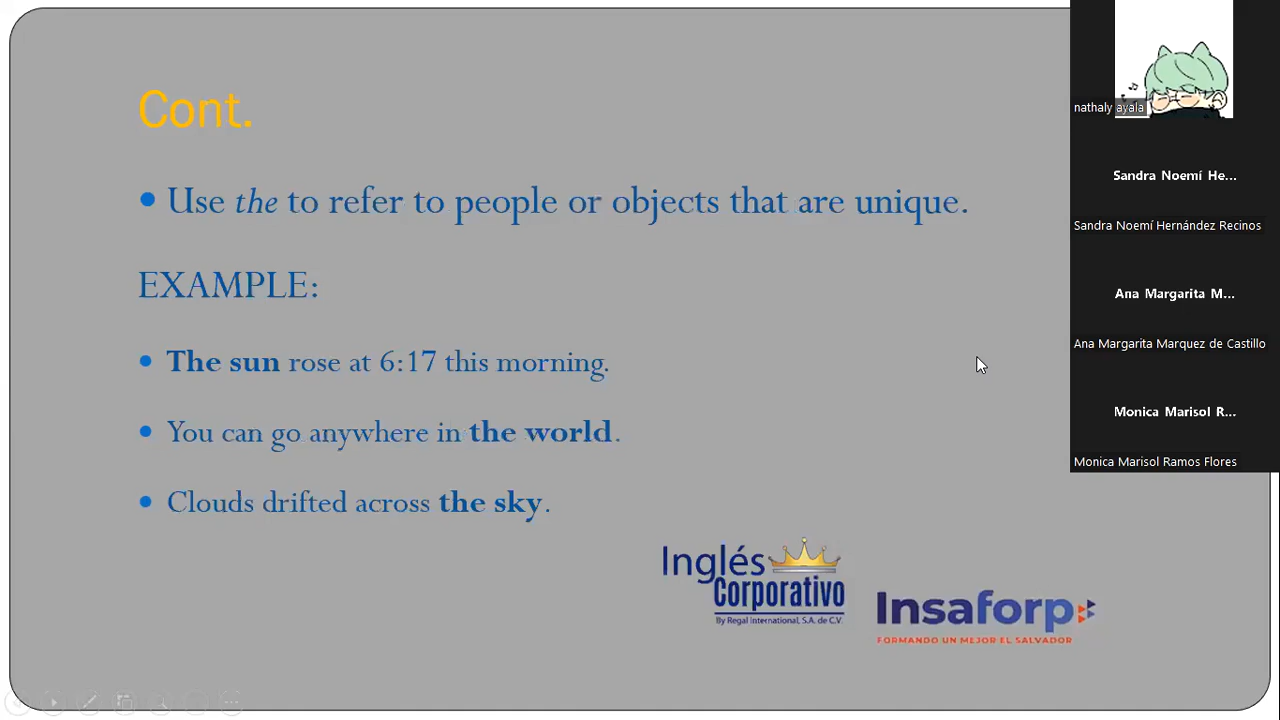 Cont.
• Use the to refer to people or objects that are unique.
EXAMPLE:
• The sun rose at 6:17 this morning.
• You can go anywhere in the world.
• Clouds drifted across the sky.
Inglés
Corporativo
By Regal International, S.A. de C.V.
Insaforp
FORMANDO UN MEJOR EL SALVADOR
nathaly ayala
Sandra Noemí He...
Sandra Noemí Hernández Recinos
Ana Margarita M...
Ana Margarita Marquez de Castillo
Monica Marisol R...
Monica Marisol Ramos Flores